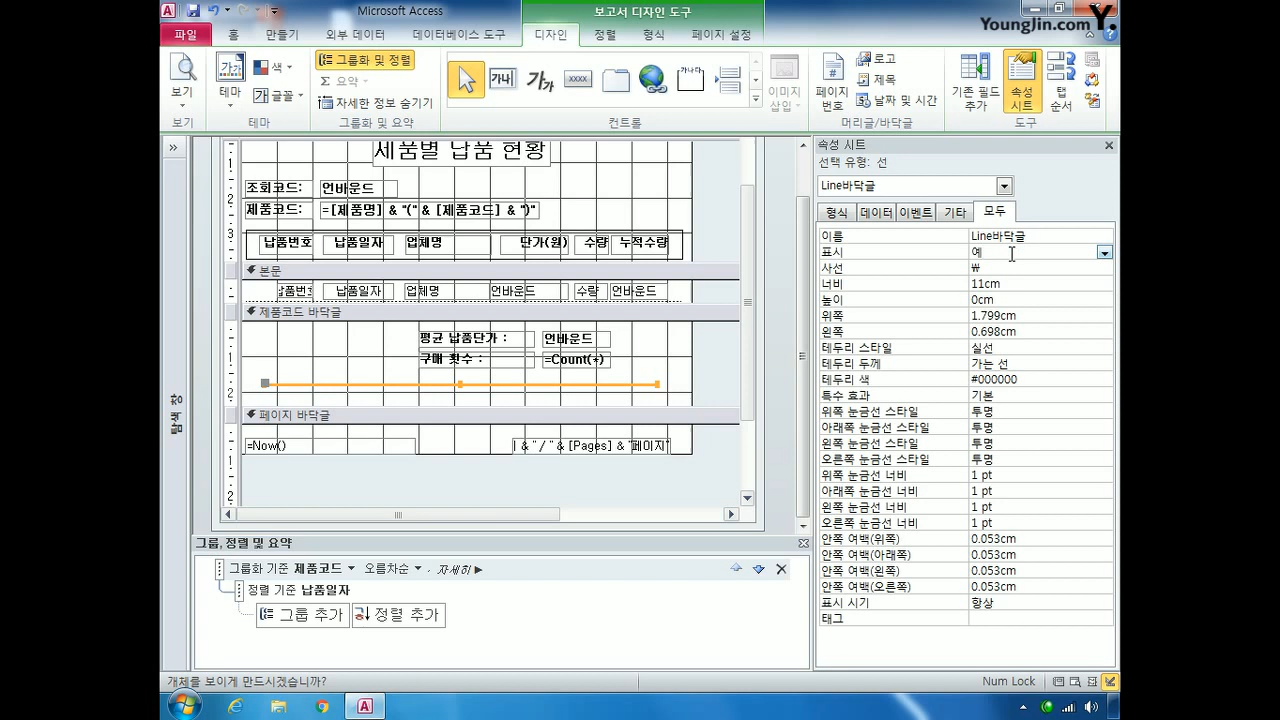 Microsoft Access
보고서 디자인 도구
Younglin.com Y.
파일 홈 만들기 외부 데이터 데이터베이스 도구 디자인 정렬 형식 페이지 설정
보기
보기
테마
색
가가 글꼴
테마
그룹화 및 정렬
Σ 요약
자세한 정보 숨기기
그룹화 및 요약
가나
가가
xxxx
가나다
이미지 삽입
컨트롤
페이지 번호
로고
제목
날짜 및 시간
머리글/바닥글
기존 필드 추가
속성 시트
탭 순서
도구
탐색 창
제품별 납품 현황
조회코드: 언바운드
제품코드: =[제품명] & "(" & [제품코드] & ")"
납품번호 납품일자 업체명 단가(원) 수량 누적수량
본문
납품번호 납품일자 업체명 언바운드 수량 언바운드
제품코드 바닥글
평균 납품단가 : 언바운드
구매 횟수 : =Count(*)
페이지 바닥글
=Now() & "/" & [Pages] & "페이지"
그룹, 정렬 및 요약
그룹화 기준 제품코드 오름차순 , 자세히
정렬 기준 납품일자
그룹 추가 정렬 추가
속성 시트
선택 유형: 선
Line바닥글
형식 데이터 이벤트 기타 모두
이름 Line바닥글
표시 예
사선 ₩
너비 11cm
높이 0cm
위쪽 1.799cm
왼쪽 0.698cm
테두리 스타일 실선
테두리 두께 가는 선
테두리 색 #000000
특수 효과 기본
위쪽 눈금선 스타일 투명
아래쪽 눈금선 스타일 투명
왼쪽 눈금선 스타일 투명
오른쪽 눈금선 스타일 투명
위쪽 눈금선 너비 1 pt
아래쪽 눈금선 너비 1 pt
왼쪽 눈금선 너비 1 pt
오른쪽 눈금선 너비 1 pt
안쪽 여백(위쪽) 0.053cm
안쪽 여백(아래쪽) 0.053cm
안쪽 여백(왼쪽) 0.053cm
안쪽 여백(오른쪽) 0.053cm
표시 시기 항상
태그
개체를 보이게 만드시겠습니까?
Num Lock